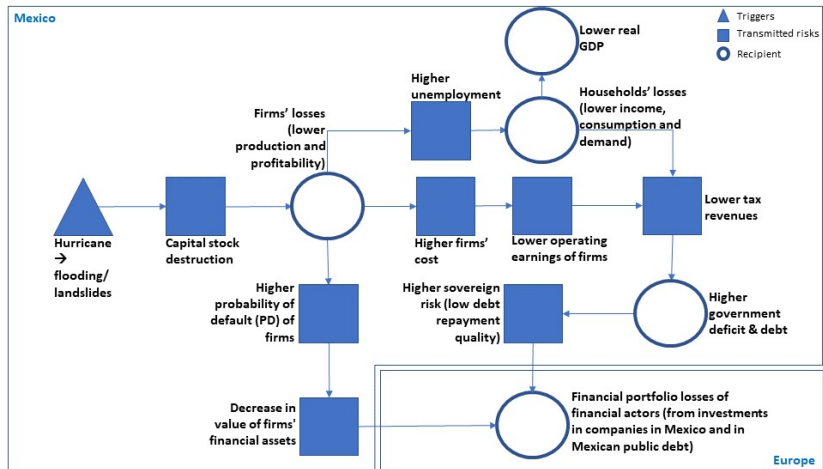 Mexico
Triggers
Transmitted risks
Recipient
Lower real
GDP
Higher
unemployment
Households' losses
(lower income,
consumption and
demand)
Firms' losses
(lower
production and
profitability)
Hurricane
→
flooding/
landslides
Capital stock
destruction
Higher firms'
cost
Lower operating
earnings of firms
Lower tax
revenues
Higher
probability of
default (PD) of
firms
Higher sovereign
risk (low debt
repayment
quality)
Higher
government
deficit & debt
Decrease in
value of firms'
financial assets
Financial portfolio losses of
financial actors (from investments
in companies in Mexico and in
Mexican public debt)
Europe